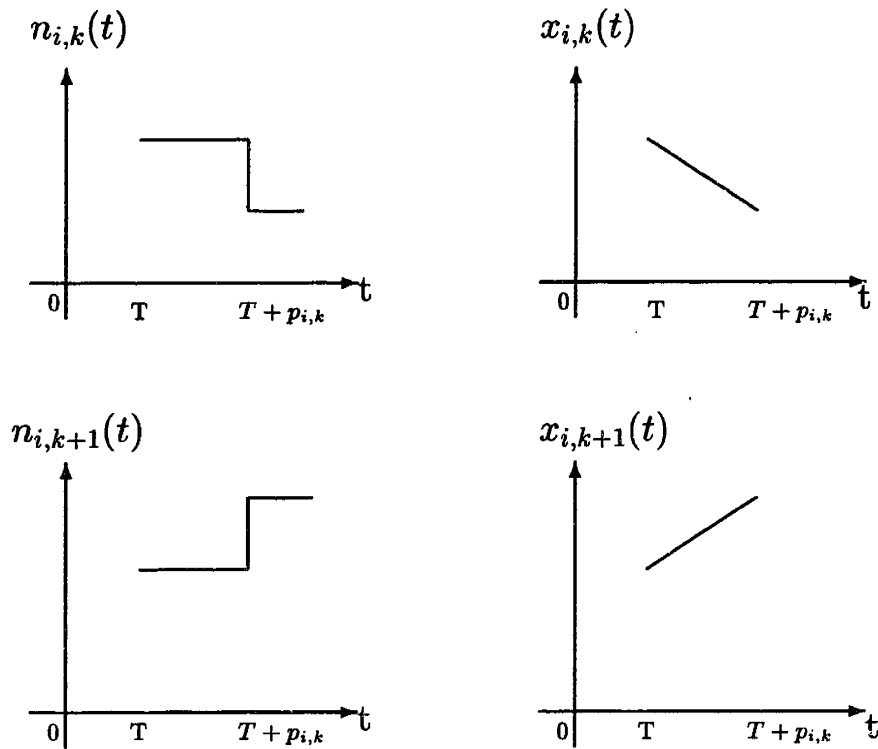 n_{i,k}(t)
x_{i,k}(t)
0 T T + p_{i,k} t
0 T T + p_{i,k} t
n_{i,k+1}(t)
x_{i,k+1}(t)
0 T T + p_{i,k} t
0 T T + p_{i,k} t